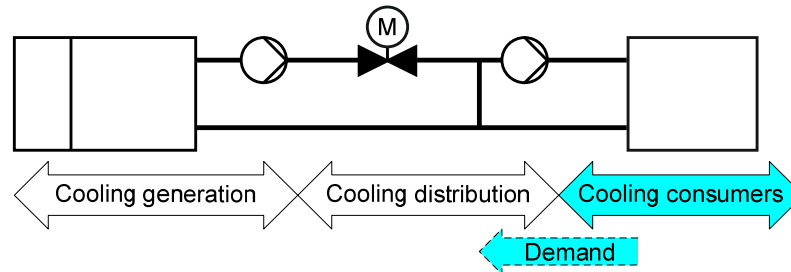 M
Cooling generation
Cooling distribution
Cooling consumers
Demand